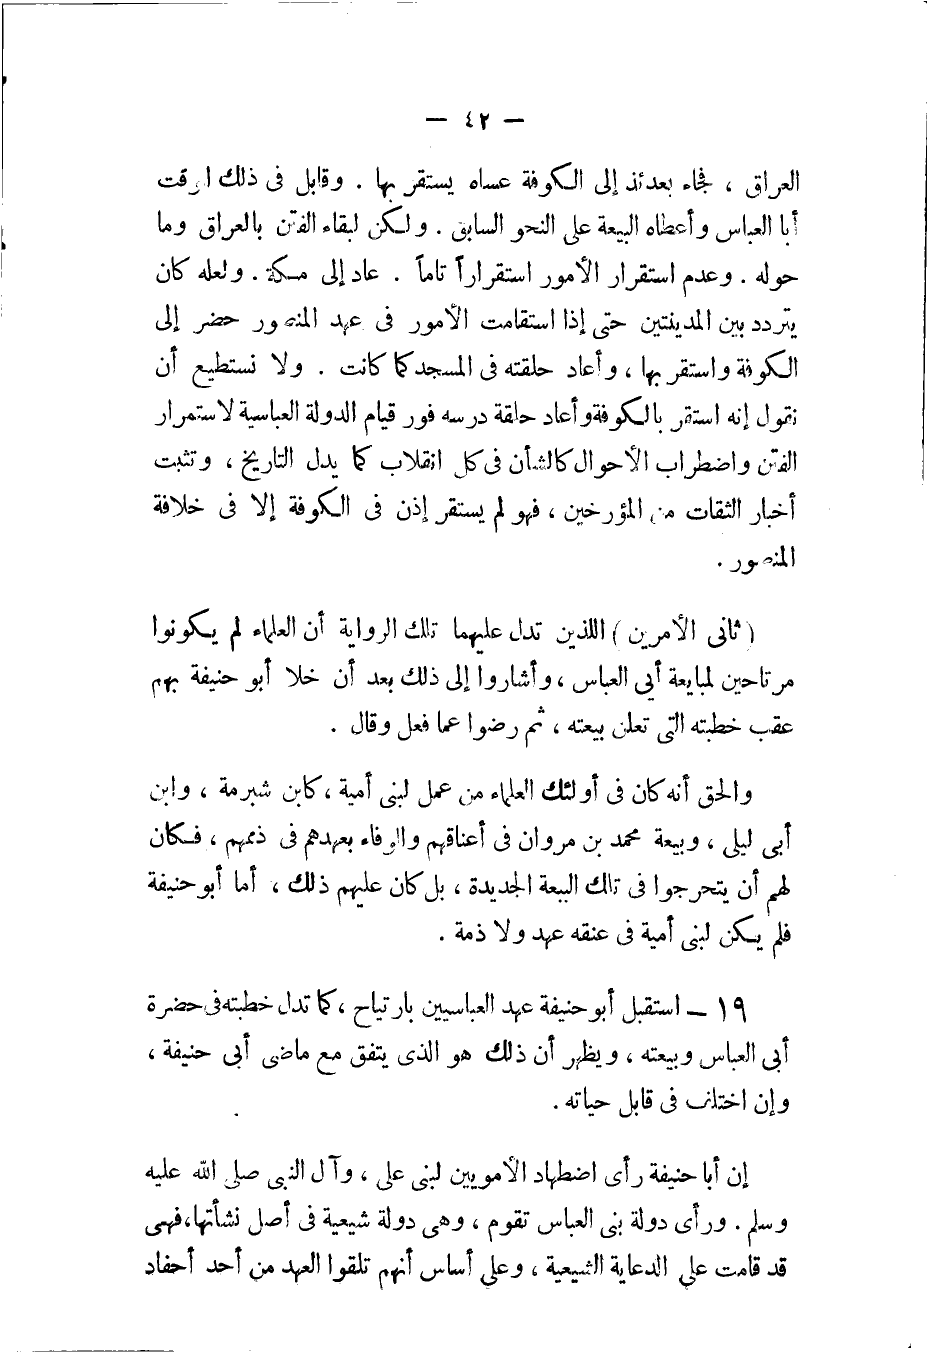 — ٤٢ —
العراق ، فجاء بعدئذ إلى الكوفة عساه يستقر بها . وقابل فى ذلك الوقت
أبا العباس وأعطاه البيعة على النحو السابق . ولكن لبقاء الفتن بالعراق وما
حوله . وعدم استقرار الأمور استقراراً تاماً . عاد إلى مكة . ولعله كان
يتردد بين المدينتين حتى إذا استقامت الأمور فى عهد المنصور حضر إلى
الكوفة واستقر بها ، وأعاد حلقته فى المسجد كما كانت . ولا نستطيع أن
نقول إنه استقر بالكوفة وأعاد حلقة درسه فور قيام الدولة العباسية لاستمرار
الفتن واضطراب الأحوال كالشأن فى كل انقلاب كما يدل التاريخ ، وتثبت
أخبار الثقات من المؤرخين ، فهو لم يستقر إذن فى الكوفة إلا فى خلافة
المنصور .
( ثانى الأمرين ) اللذين تدل عليهما تلك الرواية أن العلماء لم يكونوا
مرتاحين لمبايعة أبى العباس ، وأشاروا إلى ذلك بعد أن خلا أبو حنيفة بهم
عقب خطبته التى تعلن بيعته ، ثم رضوا عما فعل وقال .
والحق أنه كان فى أولئك العلماء من عمل لبنى أمية ، كابن شبرمة ، وابن
أبى ليلى ، وبيعة محمد بن مروان فى أعناقهم والوفاء بعهدهم فى ذممهم ، فكان
لهم أن يتحرجوا فى تلك البيعة الجديدة ، بل كان عليهم ذلك ، أما أبو حنيفة
فلم يكن لبنى أمية فى عنقه عهد ولا ذمة .
١٩ — استقبل أبو حنيفة عهد العباسيين بارتياح ، كما تدل خطبته فى حضرة
أبى العباس وبيعته ، ويظهر أن ذلك هو الذى يتفق مع ماضى أبى حنيفة ،
وإن اختلف فى قابل حياته .
إن أبا حنيفة رأى اضطهاد الأمويين لبنى على ، وآل النبى صلى الله عليه
وسلم . ورأى دولة بنى العباس تقوم ، وهى دولة شيعية فى أصل نشأتها ، فهى
قد قامت على الدعاية الشيعية ، وعلى أساس أنهم تلقوا العهد من أحد أحفاد